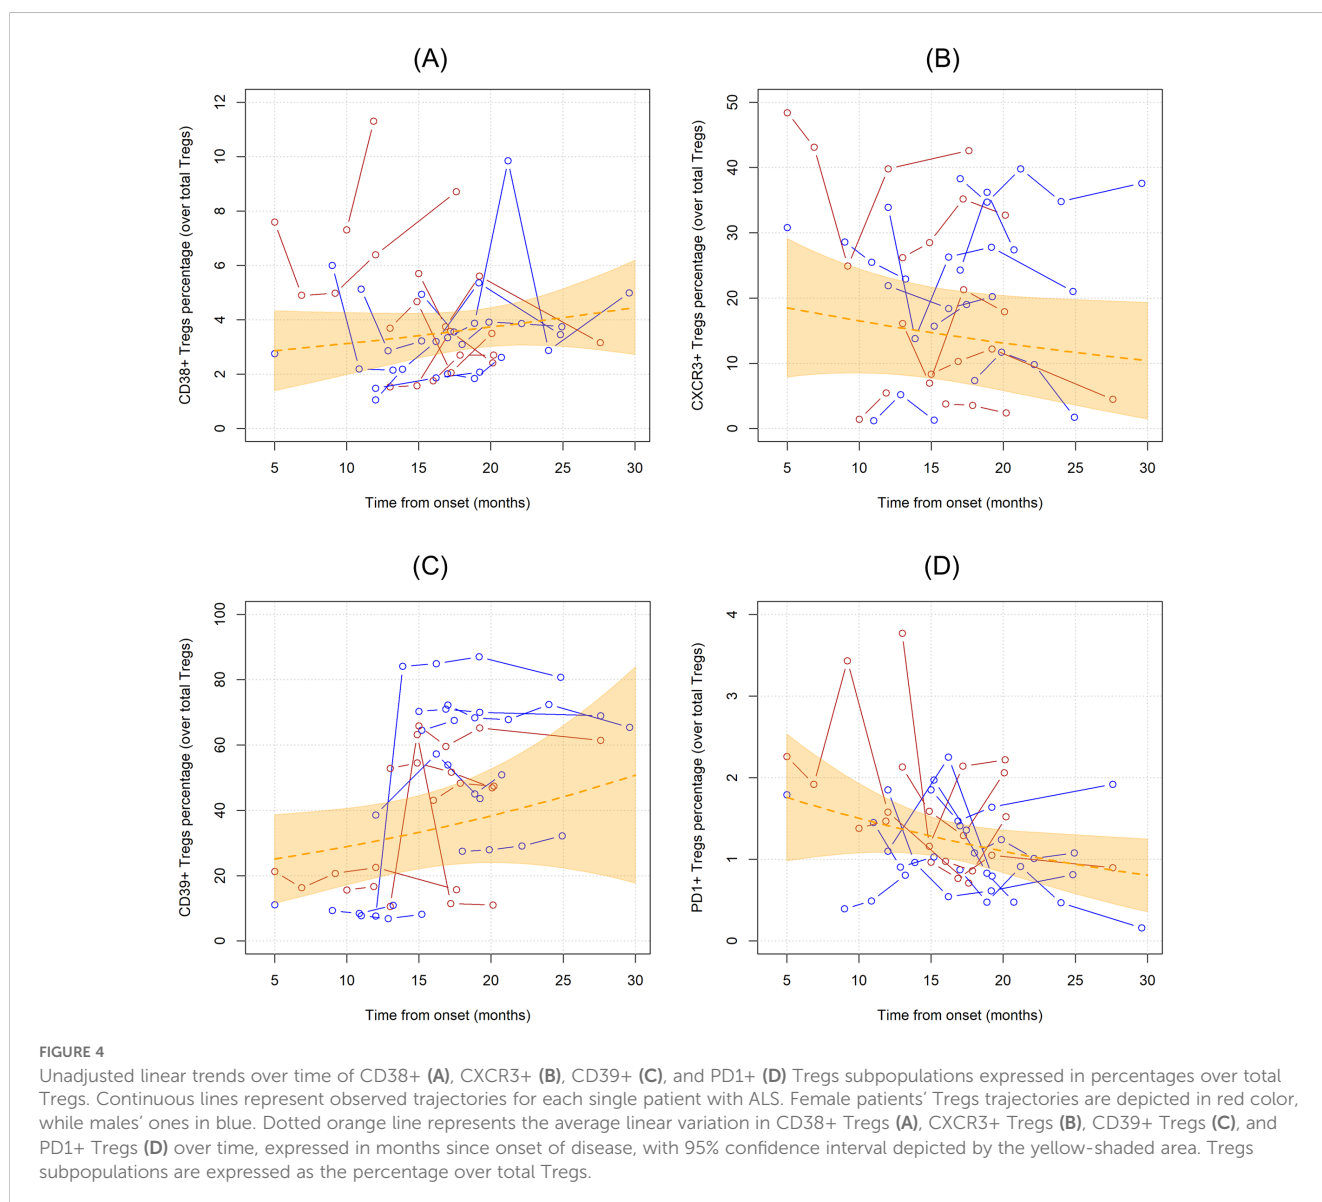 (A)
(B)
CD38+ Tregs percentage (over total Tregs)
12
10
8
6
4
2
0
5 10 15 20 25 30
Time from onset (months)
CXCR3+ Tregs percentage (over total Tregs)
50
40
30
20
10
0
5 10 15 20 25 30
Time from onset (months)
(C)
(D)
CD39+ Tregs percentage (over total Tregs)
100
80
60
40
20
0
5 10 15 20 25 30
Time from onset (months)
PD1+ Tregs percentage (over total Tregs)
4
3
2
1
0
5 10 15 20 25 30
Time from onset (months)
FIGURE 4
Unadjusted linear trends over time of CD38+ (A), CXCR3+ (B), CD39+ (C), and PD1+ (D) Tregs subpopulations expressed in percentages over total
Tregs. Continuous lines represent observed trajectories for each single patient with ALS. Female patients’ Tregs trajectories are depicted in red color,
while males’ ones in blue. Dotted orange line represents the average linear variation in CD38+ Tregs (A), CXCR3+ Tregs (B), CD39+ Tregs (C), and
PD1+ Tregs (D) over time, expressed in months since onset of disease, with 95% confidence interval depicted by the yellow-shaded area. Tregs
subpopulations are expressed as the percentage over total Tregs.